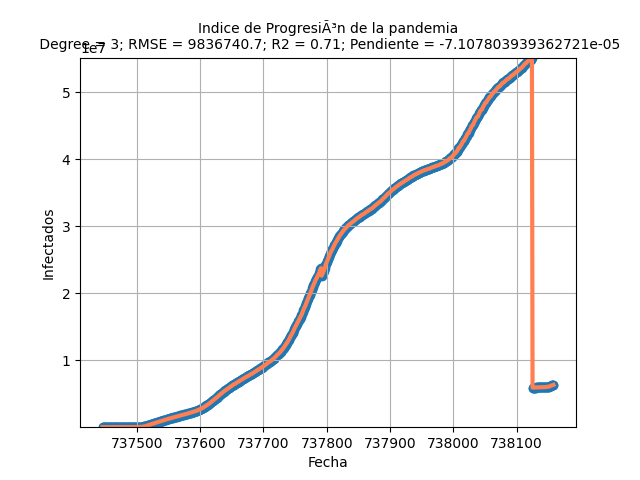 Indice de ProgresiÃ³n de la pandemia
Degree = 3; RMSE = 9836740.7; R2 = 0.71; Pendiente = -7.107803939362721e-05
1e7
5
4
3
2
1
Infectados
737500 737600 737700 737800 737900 738000 738100
Fecha